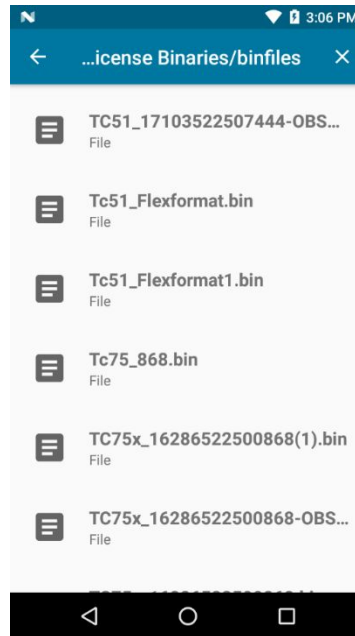 3:06 PM
...icense Binaries/binfiles
TC51_17103522507444-OBS...
File
Tc51_Flexformat.bin
File
Tc51_Flexformat1.bin
File
Tc75_868.bin
File
TC75x_16286522500868(1).bin
File
TC75x_16286522500868-OBS...
File